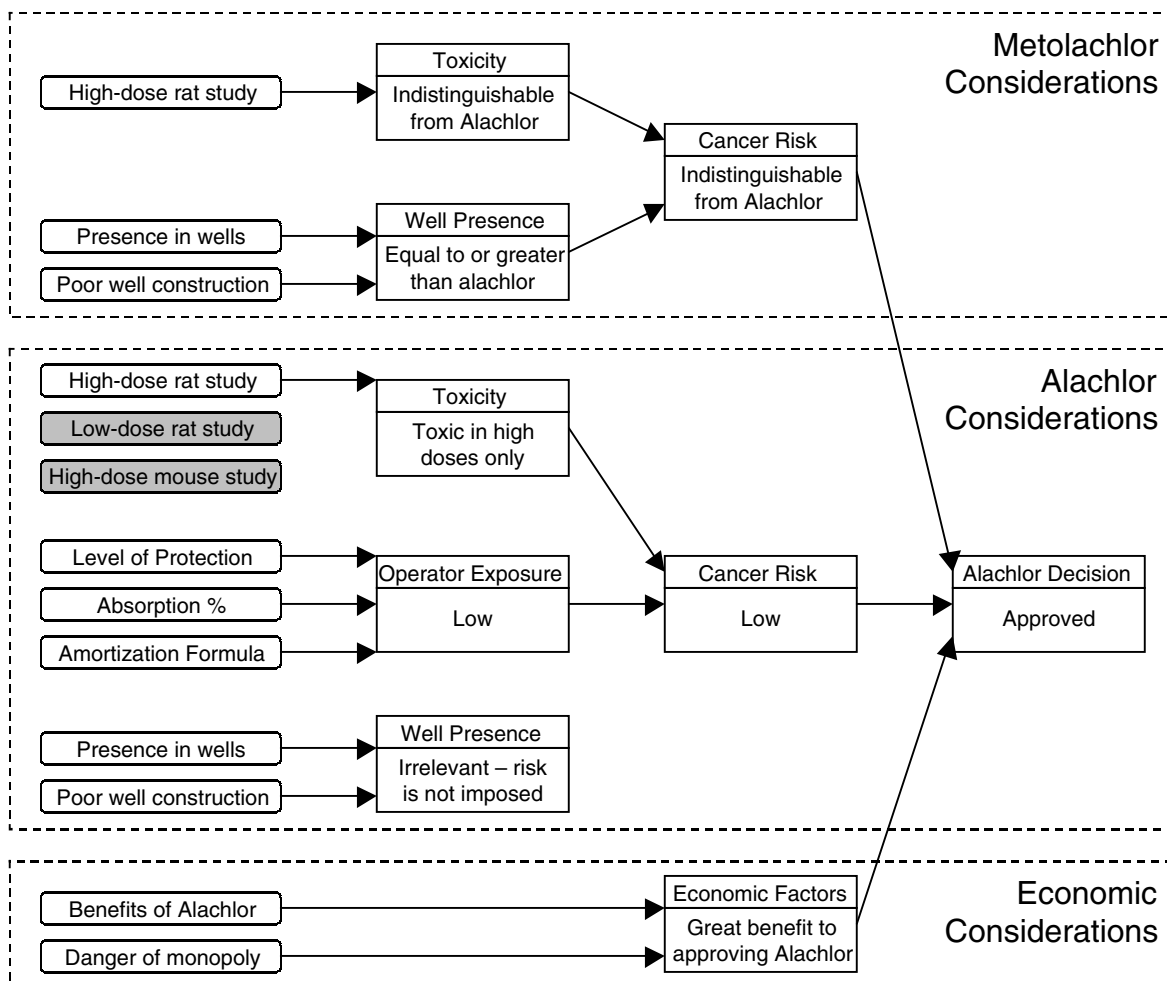 Metolachlor
Considerations
High-dose rat study
Toxicity
Indistinguishable
from Alachlor
Presence in wells
Poor well construction
Well Presence
Equal to or greater
than alachlor
Cancer Risk
Indistinguishable
from Alachlor
Alachlor
Considerations
High-dose rat study
Low-dose rat study
High-dose mouse study
Toxicity
Toxic in high
doses only
Level of Protection
Absorption %
Amortization Formula
Operator Exposure
Low
Cancer Risk
Low
Alachlor Decision
Approved
Presence in wells
Poor well construction
Well Presence
Irrelevant – risk
is not imposed
Economic
Considerations
Benefits of Alachlor
Danger of monopoly
Economic Factors
Great benefit to
approving Alachlor